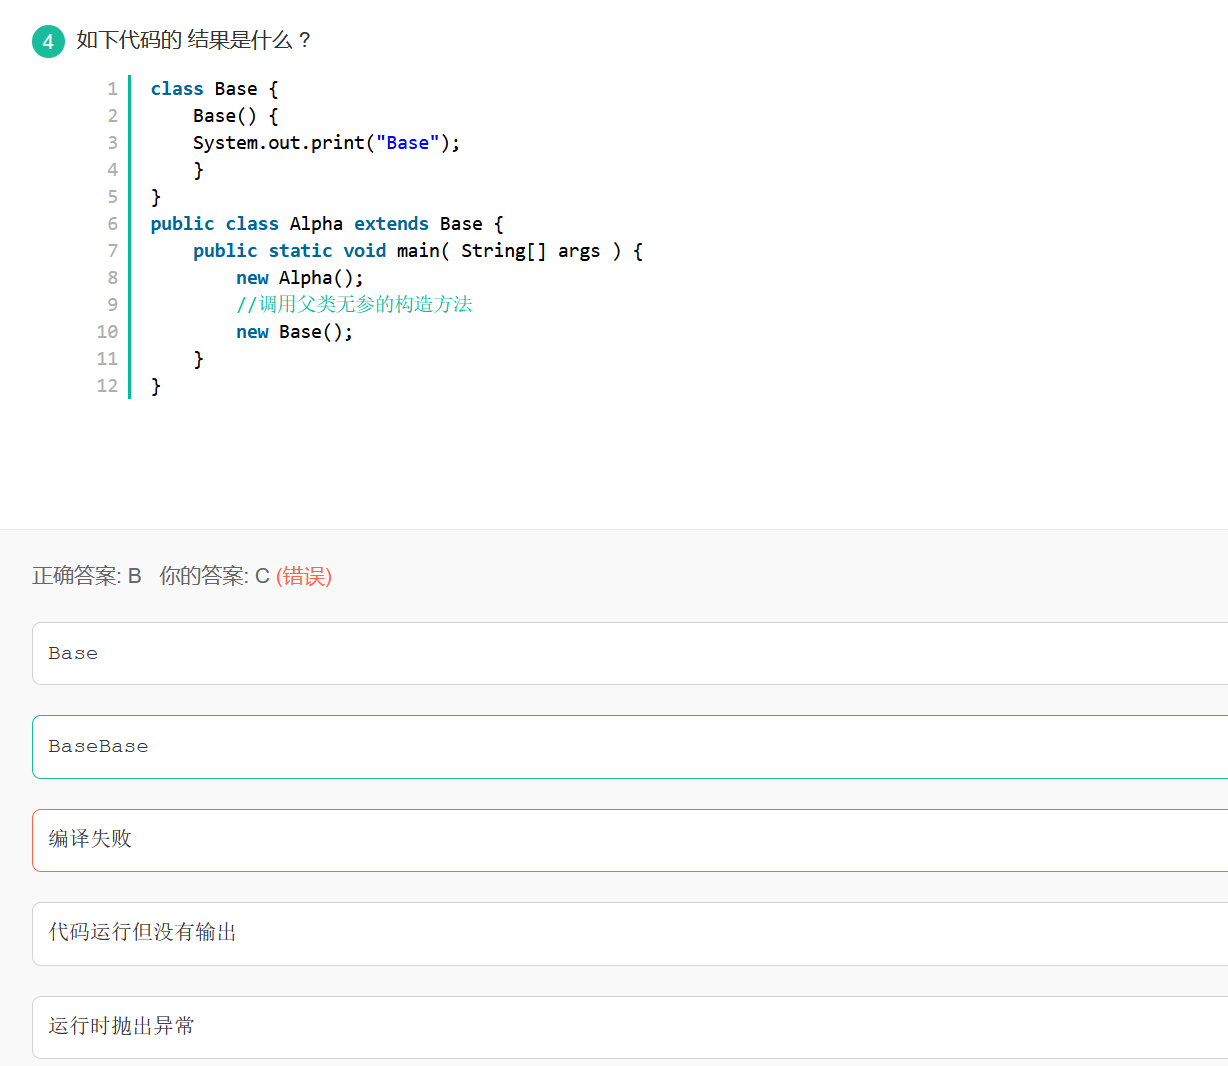 4 如下代码的 结果是什么？
1 class Base {
2     Base() {
3     System.out.print("Base");
4     }
5 }
6 public class Alpha extends Base {
7     public static void main( String[] args ) {
8         new Alpha();
9         //调用父类无参的构造方法
10         new Base();
11     }
12 }
正确答案: B 你的答案: C (错误)
Base
BaseBase
编译失败
代码运行但没有输出
运行时抛出异常